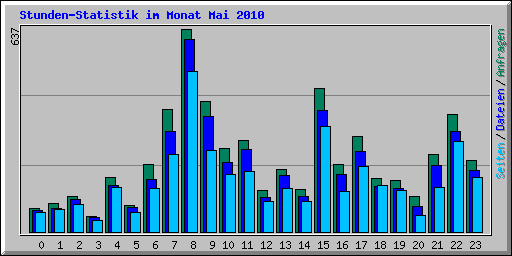 Stunden-Statistik im Monat Mai 2010
637
Seiten / Dateien / Anfragen
0 1 2 3 4 5 6 7 8 9 10 11 12 13 14 15 16 17 18 19 20 21 22 23